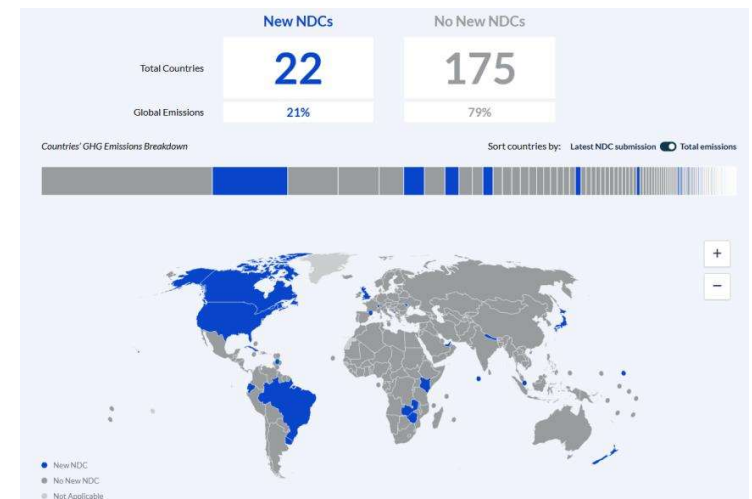 New NDCs No New NDCs
Total Countries 22 175
Global Emissions 21% 79%
Countries' GHG Emissions Breakdown Sort countries by: Latest NDC submission Total emissions
+
−
New NDC
No New NDC
Not Applicable